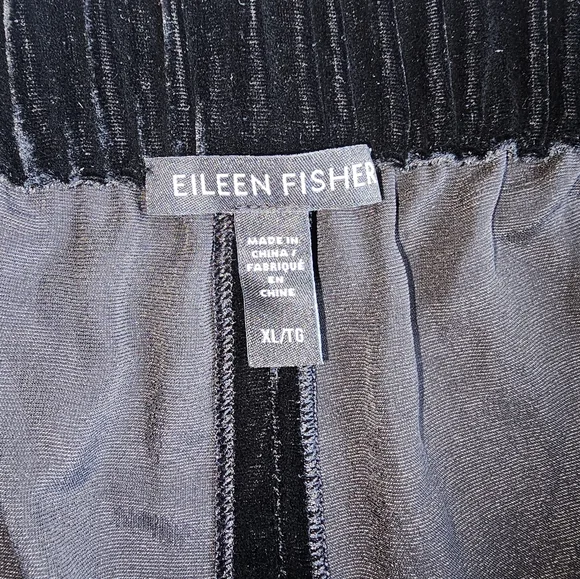 EILEEN FISHER
MADE IN
CHINA /
FABRIQUÉ
EN
CHINE
XL/TG